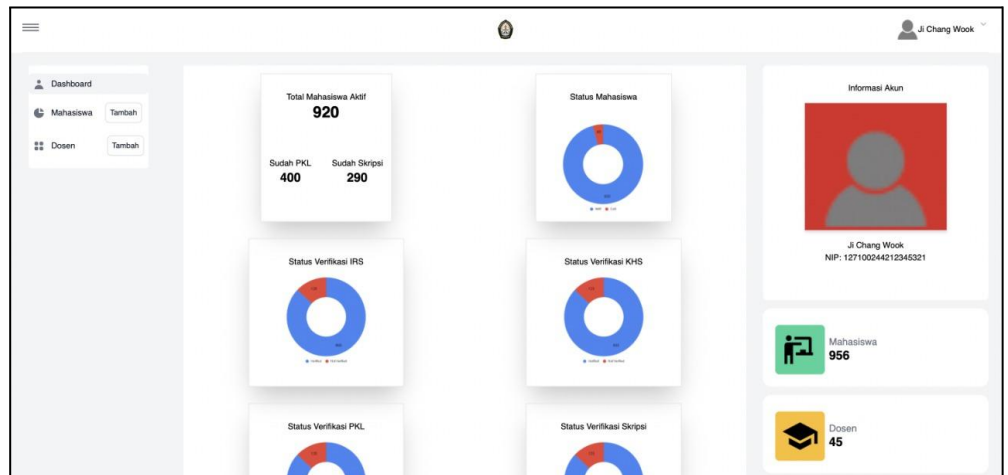 Ji Chang Wook
Dashboard
Mahasiswa
Tambah
Dosen
Tambah
Total Mahasiswa Aktif
920
Sudah PKL
Sudah Skripsi
400
290
Status Mahasiswa
Status Verifikasi IRS
Status Verifikasi KHS
Status Verifikasi PKL
Status Verifikasi Skripsi
Informasi Akun
Ji Chang Wook
NIP: 127100244212345321
Mahasiswa
956
Dosen
45